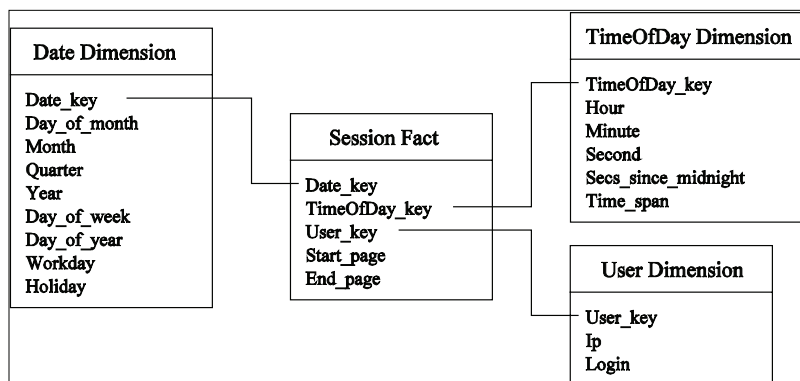 Date Dimension
Date_key
Day_of_month
Month
Quarter
Year
Day_of_week
Day_of_year
Workday
Holiday
Session Fact
Date_key
TimeOfDay_key
User_key
Start_page
End_page
TimeOfDay Dimension
TimeOfDay_key
Hour
Minute
Second
Secs_since_midnight
Time_span
User Dimension
User_key
Ip
Login